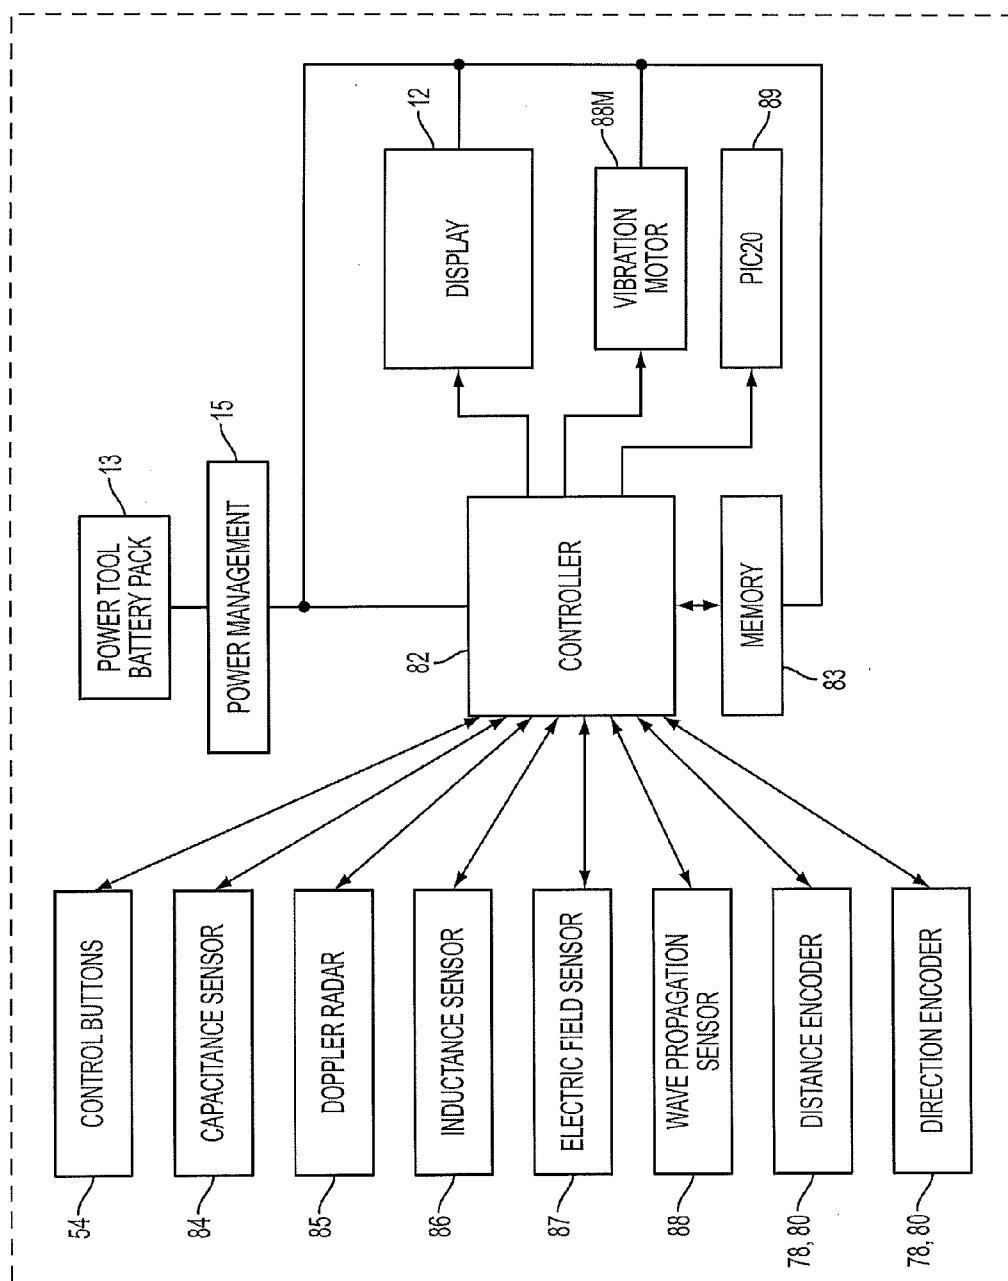 POWER TOOL
BATTERY PACK
13
POWER MANAGEMENT
15
CONTROL BUTTONS
54
CAPACITANCE SENSOR
84
DOPPLER RADAR
85
INDUCTANCE SENSOR
86
ELECTRIC FIELD SENSOR
87
WAVE PROPAGATION
SENSOR
88
DISTANCE ENCODER
78, 80
DIRECTION ENCODER
78, 80
CONTROLLER
82
MEMORY
83
DISPLAY
12
VIBRATION
MOTOR
88M
PIC20
89